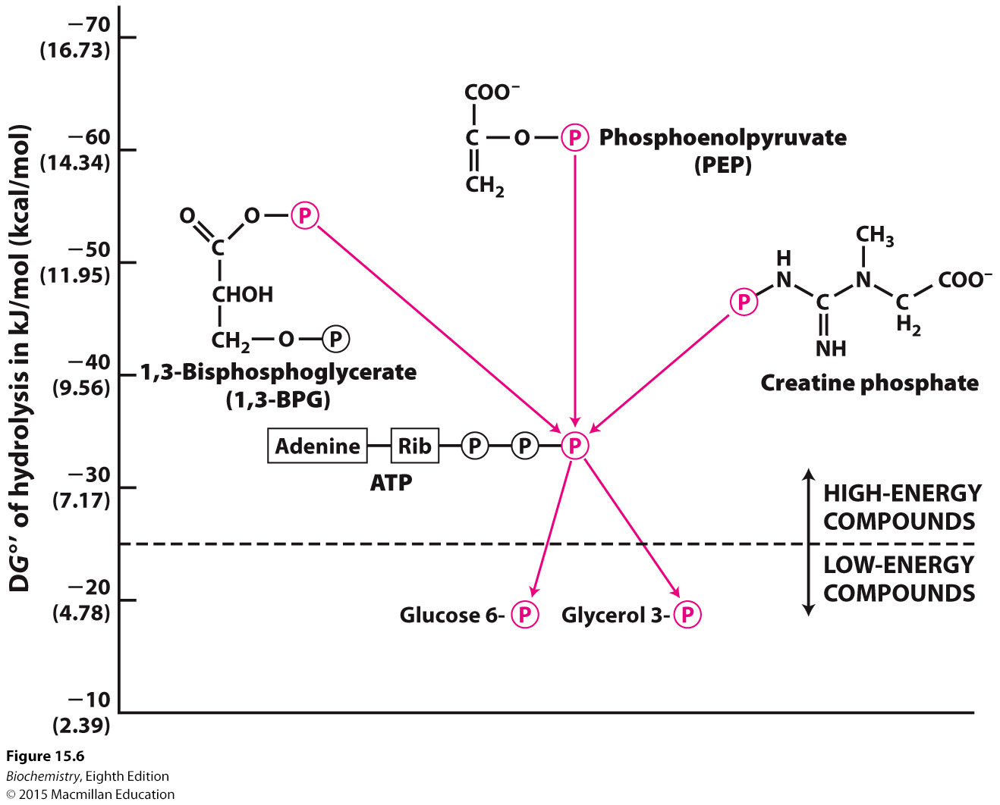 DG°′ of hydrolysis in kJ/mol (kcal/mol)
−70
(16.73)
−60
(14.34)
−50
(11.95)
−40
(9.56)
−30
(7.17)
−20
(4.78)
−10
(2.39)
COO⁻
C — O — P
CH₂
Phosphoenolpyruvate
(PEP)
O
O — P
C
CHOH
CH₂ — O — P
1,3-Bisphosphoglycerate
(1,3-BPG)
CH₃
H
N
N
COO⁻
P
C
C
H₂
NH
Creatine phosphate
Adenine
Rib
P
P
P
ATP
HIGH-ENERGY
COMPOUNDS
LOW-ENERGY
COMPOUNDS
Glucose 6- P
Glycerol 3- P
Figure 15.6
Biochemistry, Eighth Edition
© 2015 Macmillan Education